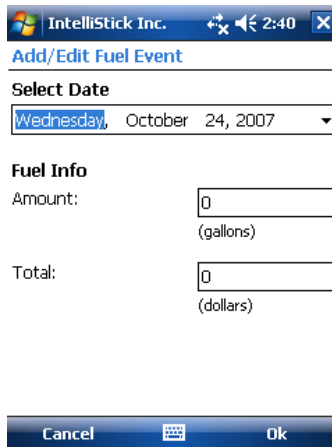 IntelliStick Inc. 2:40
Add/Edit Fuel Event
Select Date
Wednesday, October 24, 2007
Fuel Info
Amount: 0
(gallons)
Total: 0
(dollars)
Cancel Ok